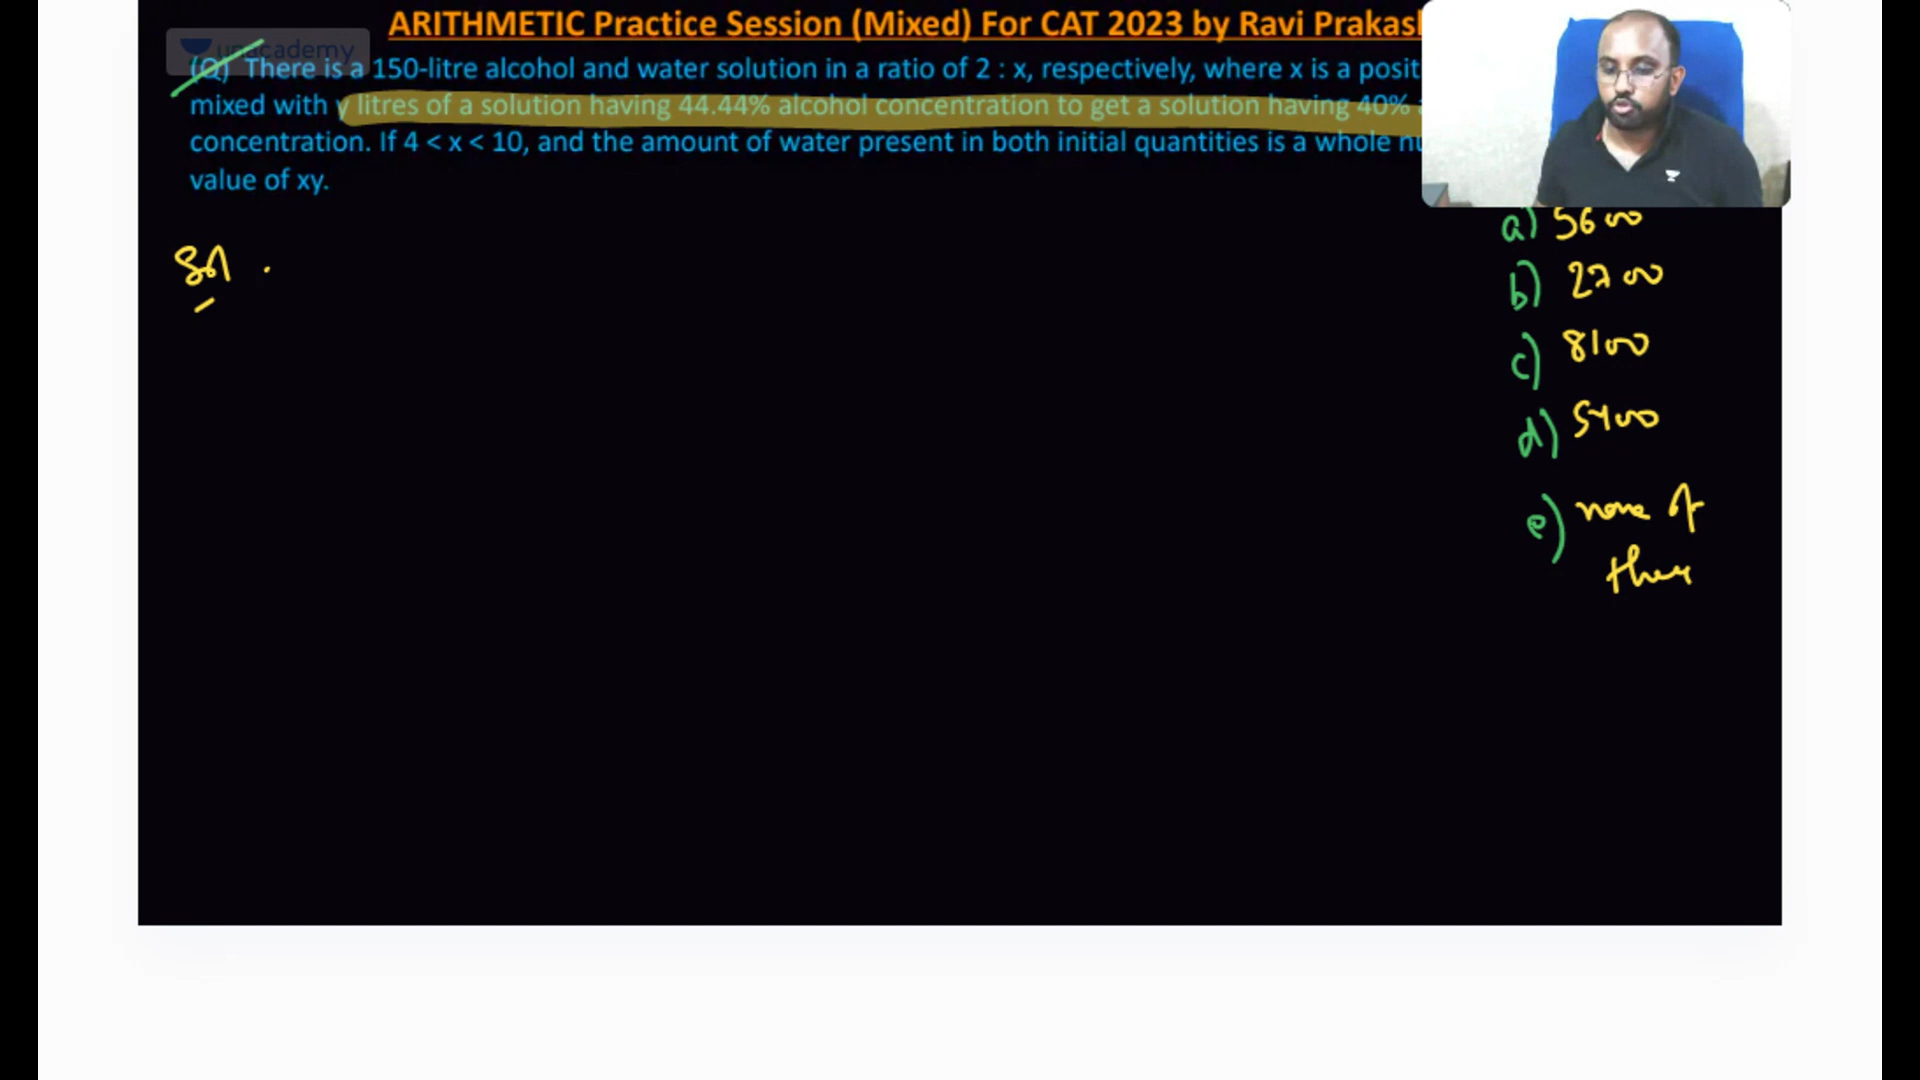 ARITHMETIC Practice Session (Mixed) For CAT 2023 by Ravi Prakash
unacademy
(Q) There is a 150-litre alcohol and water solution in a ratio of 2 : x, respectively, where x is a posit
mixed with y litres of a solution having 44.44% alcohol concentration to get a solution having 40%
concentration. If 4 < x < 10, and the amount of water present in both initial quantities is a whole nu
value of xy.
Sol .
a) 5600
b) 2700
c) 8100
d) 5400
e) none of
these